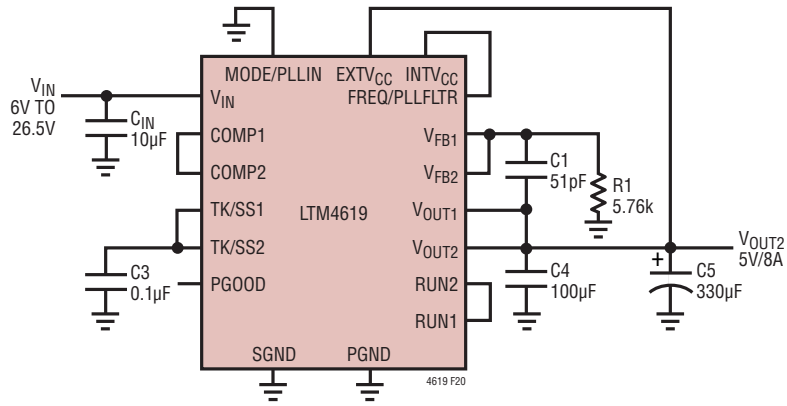 MODE/PLLIN EXTVCC INTVCC
FREQ/PLLFLTR
VIN
6V TO
26.5V
CIN
10µF
VIN
COMP1
COMP2
TK/SS1
TK/SS2
PGOOD
C3
0.1µF
LTM4619
VFB1
VFB2
VOUT1
VOUT2
RUN2
RUN1
C1
51pF
R1
5.76k
VOUT2
5V/8A
C4
100µF
+
C5
330µF
SGND PGND
4619 F20